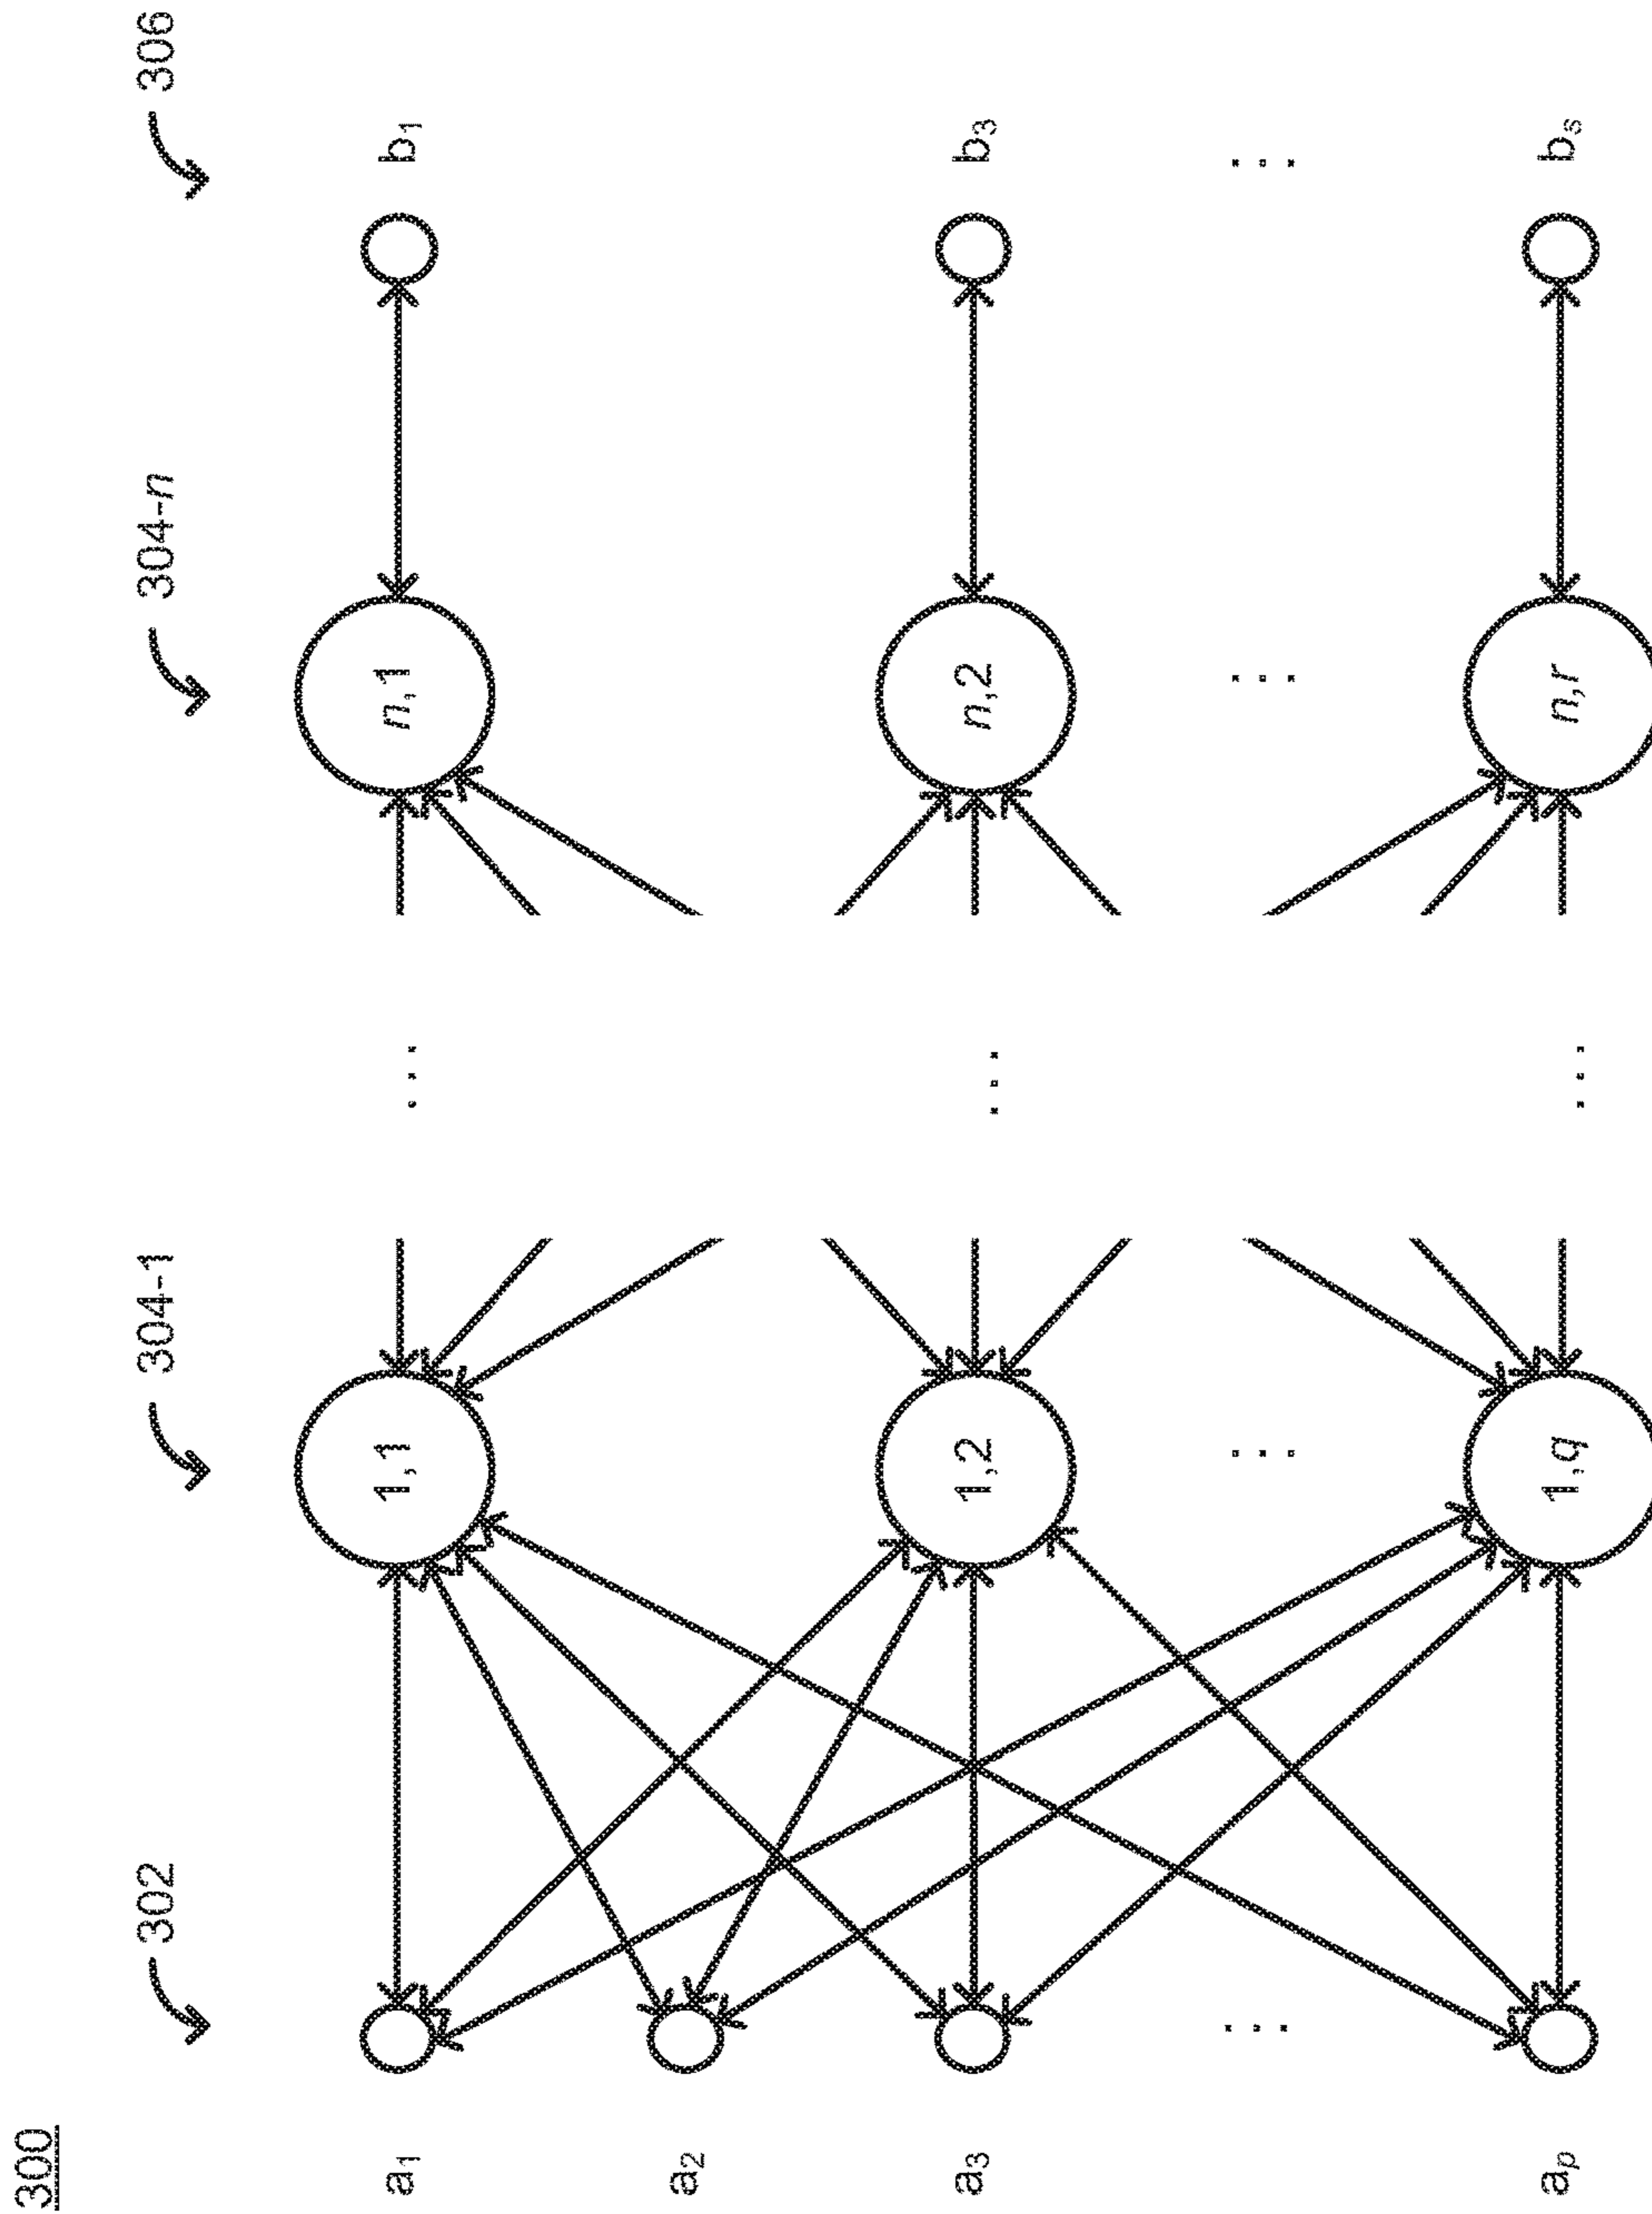 300
302
304-1
304-n
306
a1
1,1
...
n,1
b1
a2
a3
1,2
...
n,2
b3
...
...
...
...
ap
1,q
...
n,r
bs